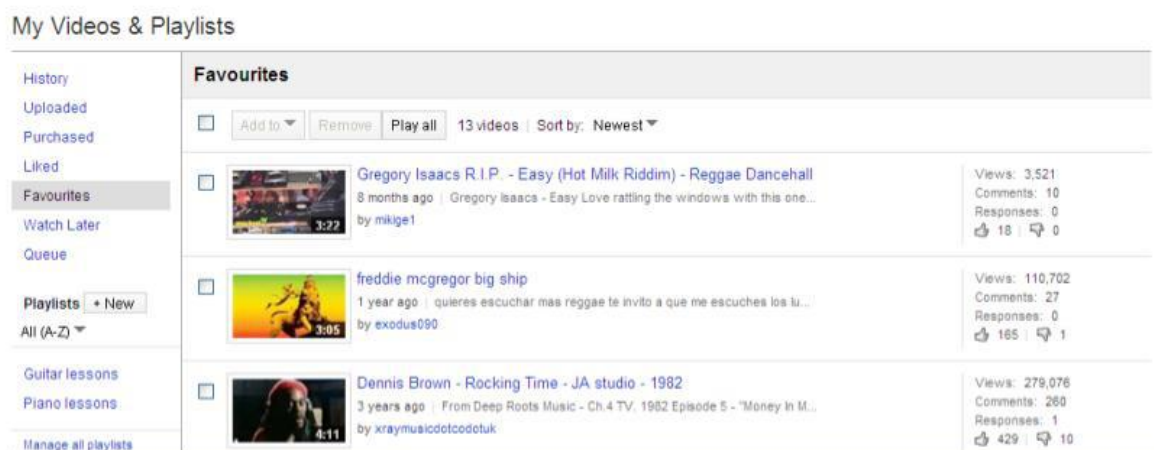 My Videos & Playlists
History
Uploaded
Purchased
Liked
Favourites
Watch Later
Queue
Playlists + New
All (A-Z)
Guitar lessons
Piano lessons
Manage all playlists
Favourites
Add to Remove Play all 13 videos Sort by: Newest
Gregory Isaacs R.I.P. - Easy (Hot Milk Riddim) - Reggae Dancehall
8 months ago Gregory Isaacs - Easy Love rattling the windows with this one...
by mikige1
3:22
Views: 3,521
Comments: 10
Responses: 0
18 0
freddie mcgregor big ship
1 year ago quieres escuchar mas reggae te invito a que me escuches los lu...
by exodus090
3:05
Views: 110,702
Comments: 27
Responses: 0
165 1
Dennis Brown - Rocking Time - JA studio - 1982
3 years ago From Deep Roots Music - Ch.4 TV. 1982 Episode 5 - "Money In M...
by xraymusicdotcodotuk
4:11
Views: 279,076
Comments: 260
Responses: 1
429 10